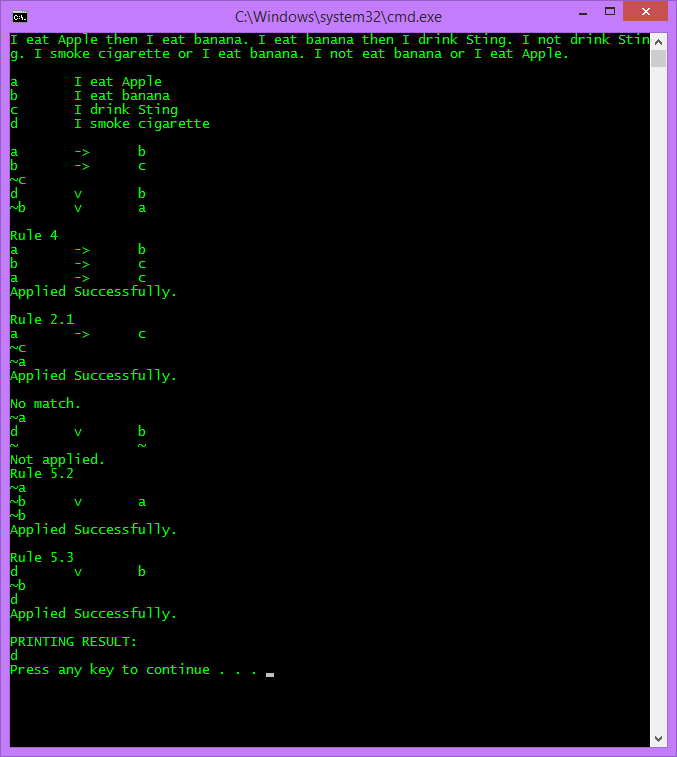 C:\Windows\system32\cmd.exe
I eat Apple then I eat banana. I eat banana then I drink Sting. I not drink Stin
g. I smoke cigarette or I eat banana. I not eat banana or I eat Apple.
a I eat Apple
b I eat banana
c I drink Sting
d I smoke cigarette
a -> b
b -> c
~c
d v b
~b v a
Rule 4
a -> b
b -> c
a -> c
Applied Successfully.
Rule 2.1
a -> c
~c
~a
Applied Successfully.
No match.
~a
d v b
~ ~
Not applied.
Rule 5.2
~a
~b v a
~b
Applied Successfully.
Rule 5.3
d v b
~b
d
Applied Successfully.
PRINTING RESULT:
d
Press any key to continue . . .